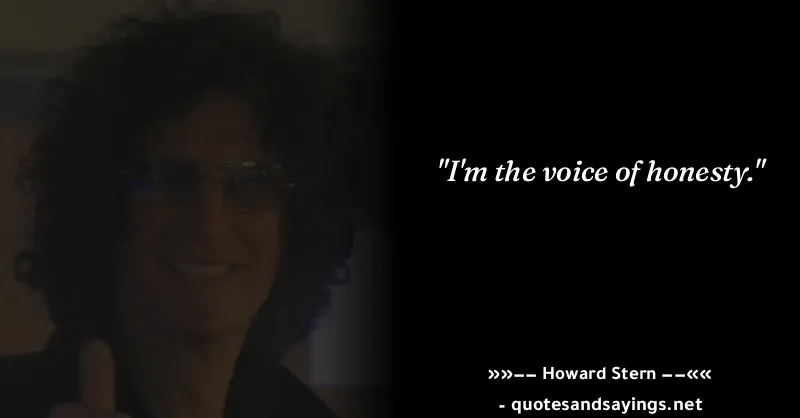 "I'm the voice of honesty."
»»−− Howard Stern −−««
- quotesandsayings.net